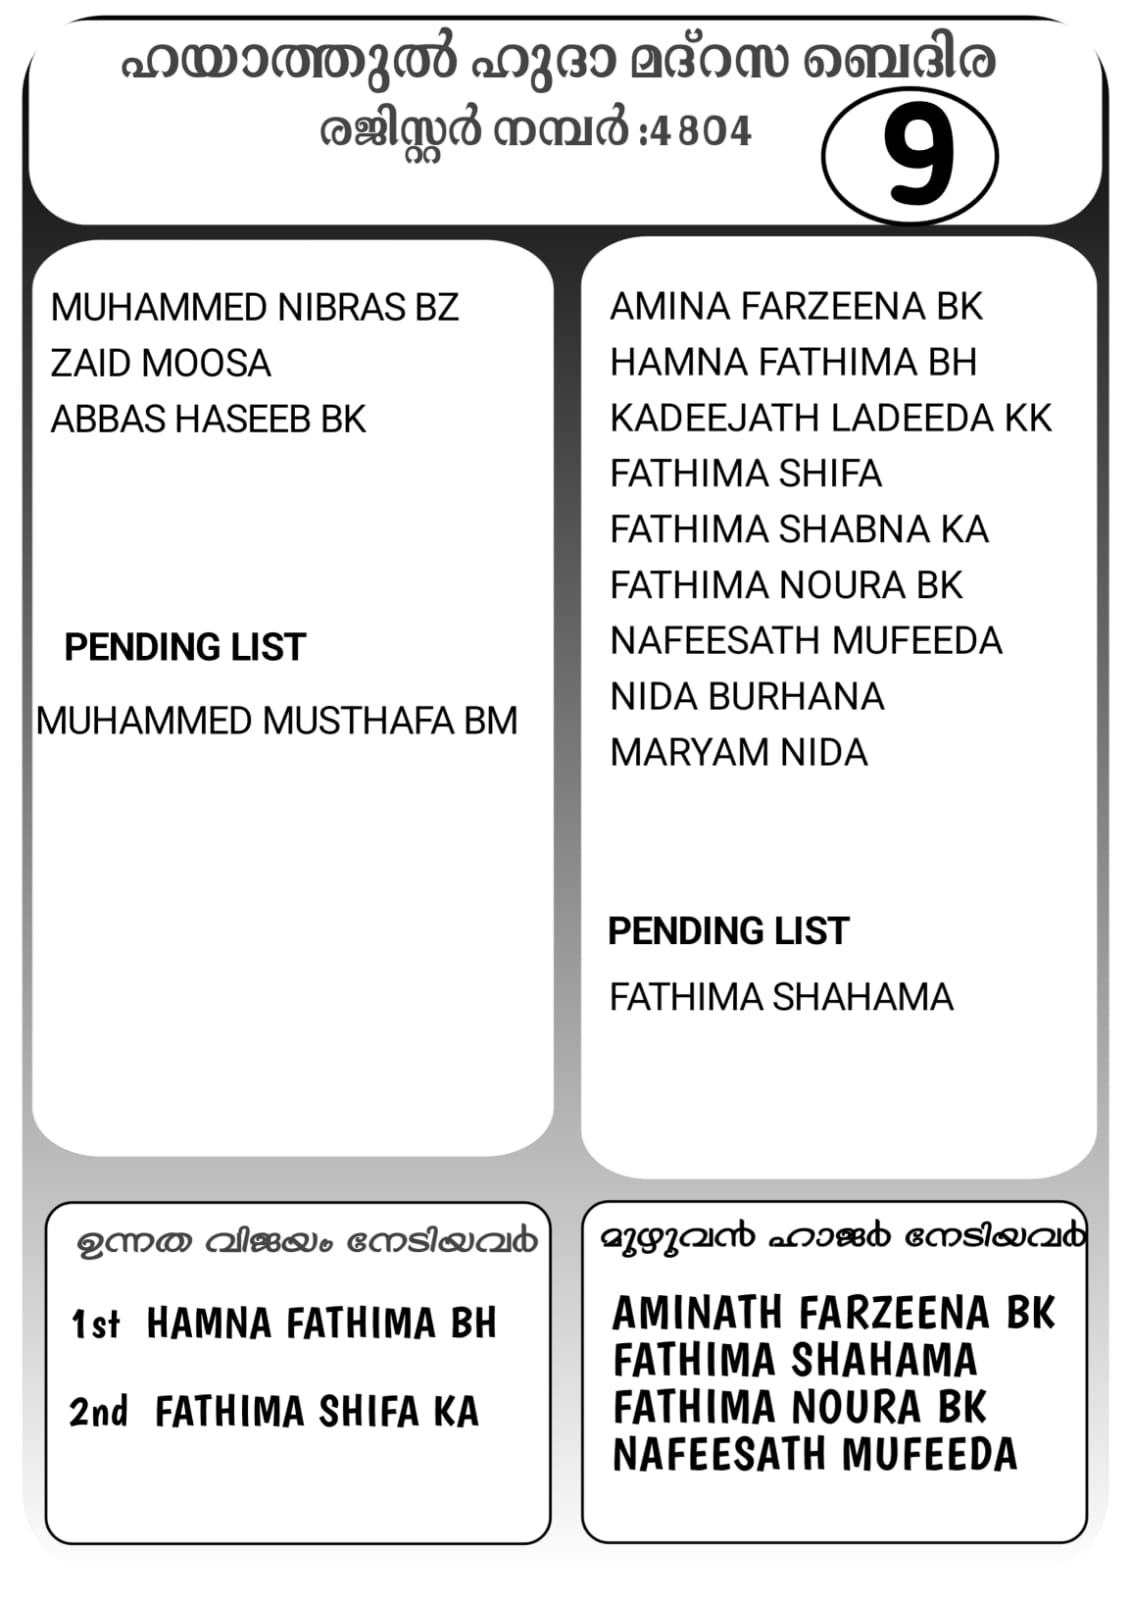 ഹയാത്തുൽ ഹുദാ മദ്റസ ബെദിര
രജിസ്റ്റർ നമ്പർ :4804
9
MUHAMMED NIBRAS BZ
ZAID MOOSA
ABBAS HASEEB BK
PENDING LIST
MUHAMMED MUSTHAFA BM
AMINA FARZEENA BK
HAMNA FATHIMA BH
KADEEJATH LADEEDA KK
FATHIMA SHIFA
FATHIMA SHABNA KA
FATHIMA NOURA BK
NAFEESATH MUFEEDA
NIDA BURHANA
MARYAM NIDA
PENDING LIST
FATHIMA SHAHAMA
ഉന്നത വിജയം നേടിയവർ
1st HAMNA FATHIMA BH
2nd FATHIMA SHIFA KA
മുഴുവൻ ഹാജർ നേടിയവർ
AMINATH FARZEENA BK
FATHIMA SHAHAMA
FATHIMA NOURA BK
NAFEESATH MUFEEDA